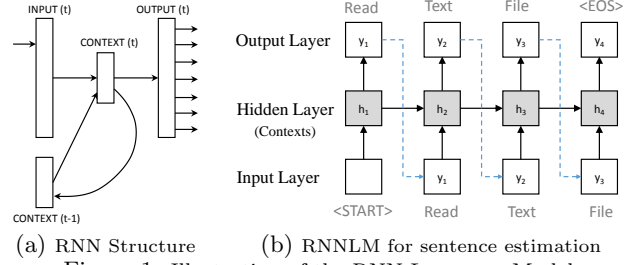 INPUT (t)
OUTPUT (t)
CONTEXT (t)
CONTEXT (t-1)
(a) RNN Structure
Read Text File <EOS>
Output Layer y1 y2 y3 y4
Hidden Layer h1 h2 h3 h4
(Contexts)
Input Layer y1 y2 y3
<START> Read Text File
(b) RNNLM for sentence estimation